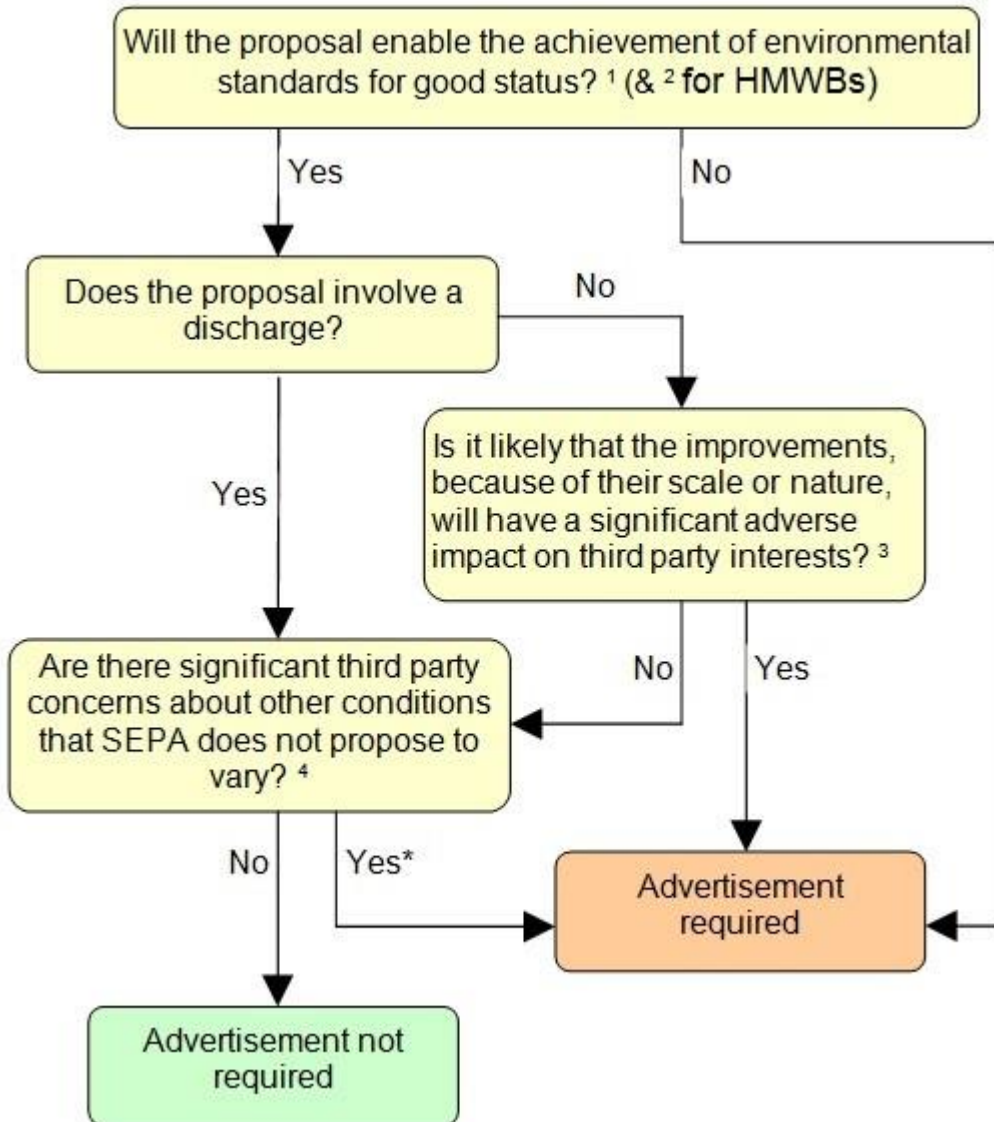 Will the proposal enable the achievement of environmental
standards for good status? ¹ (& ² for HMWBs)
Yes
No
Does the proposal involve a
discharge?
No
Is it likely that the improvements,
because of their scale or nature,
will have a significant adverse
impact on third party interests? ³
Yes
Are there significant third party
concerns about other conditions
that SEPA does not propose to
vary? ⁴
No
Yes
No
Yes*
Advertisement
required
Advertisement not
required